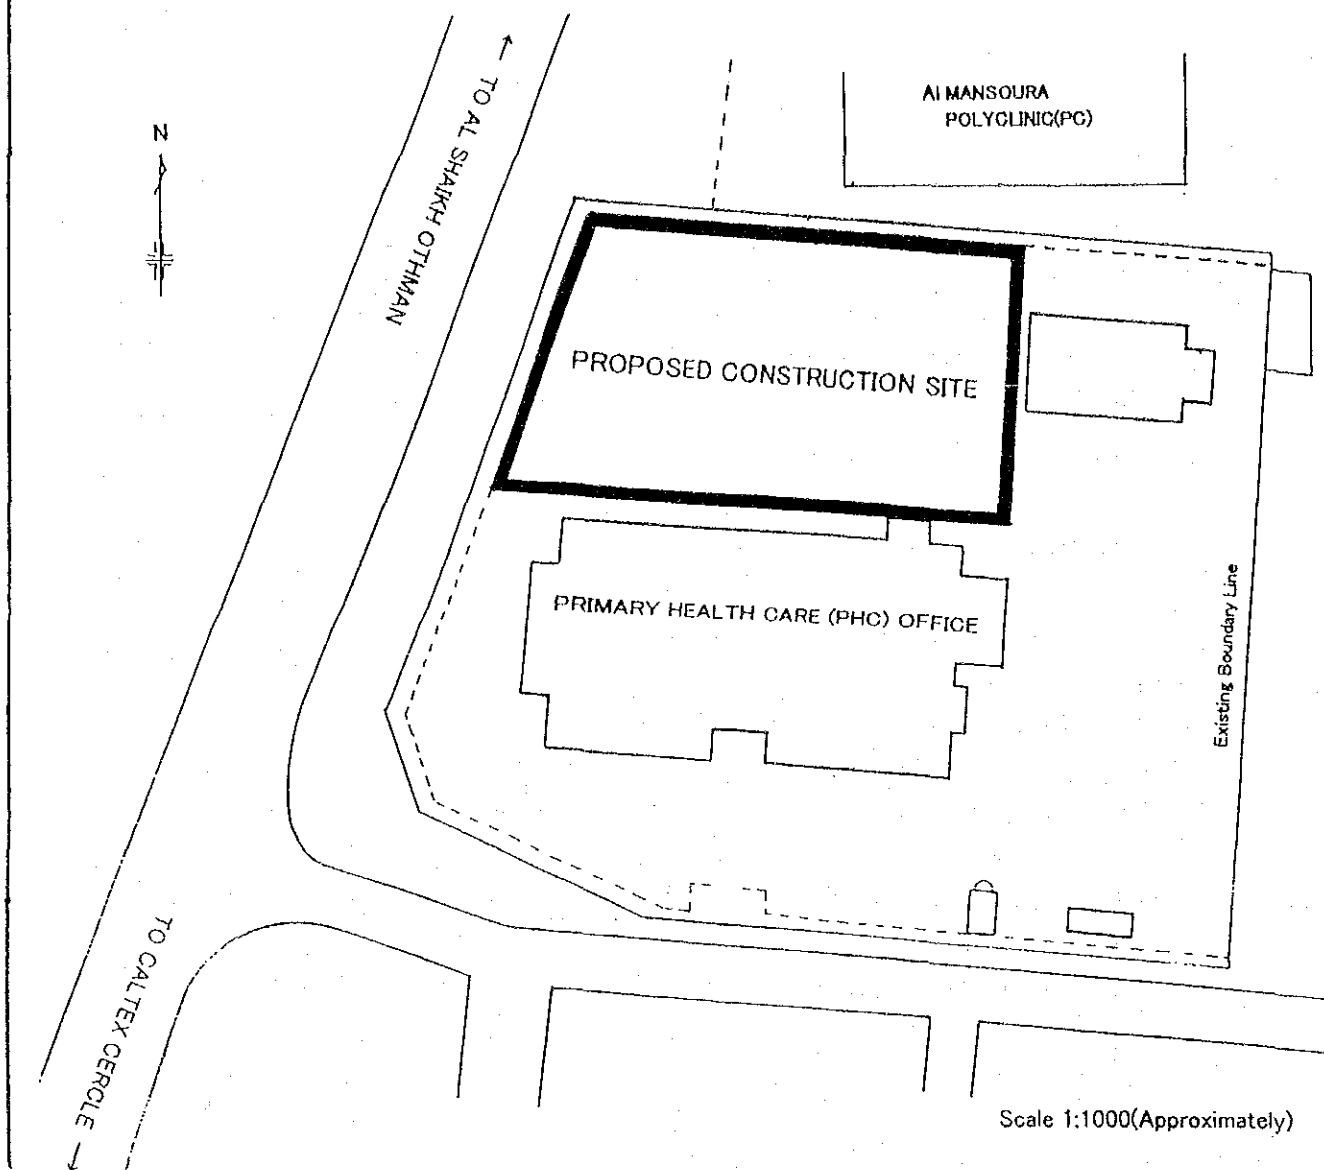 N
← TO AL SHAIKH OTHMAN
AI MANSOURA
POLYCLINIC(PC)
PROPOSED CONSTRUCTION SITE
PRIMARY HEALTH CARE (PHC) OFFICE
Existing Boundary Line
TO CALTEX CERCLE →
Scale 1:1000(Approximately)